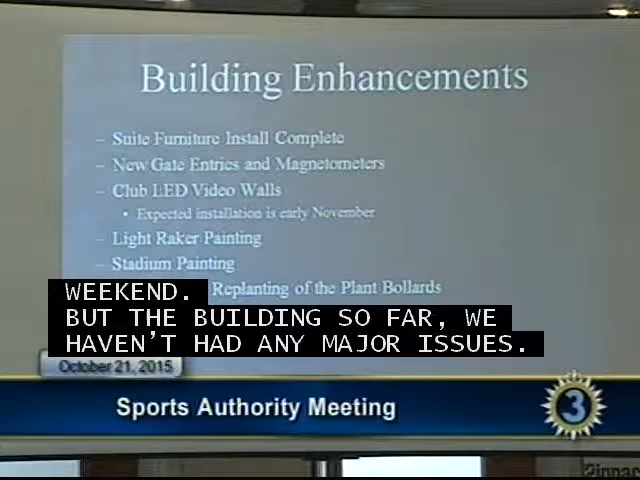 Building Enhancements
– Suite Furniture Install Complete
– New Gate Entries and Magnetometers
– Club LED Video Walls
• Expected installation is early November
– Light Raker Painting
– Stadium Painting
Replanting of the Plant Bollards
WEEKEND.
BUT THE BUILDING SO FAR, WE
HAVEN'T HAD ANY MAJOR ISSUES.
October 21, 2015
Sports Authority Meeting
3